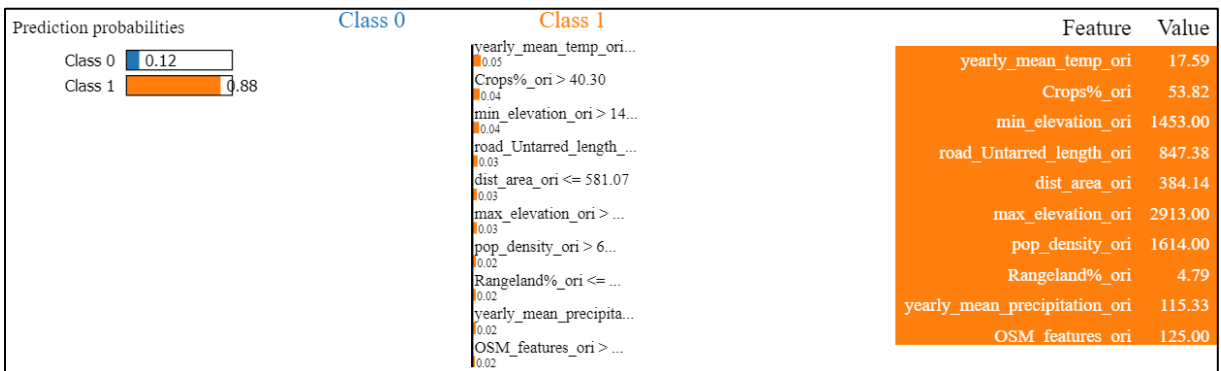 Prediction probabilities
Class 0 0.12
Class 1 0.88
Class 0 Class 1
yearly_mean_temp_ori...
0.05
Crops%_ori > 40.30
0.04
min_elevation_ori > 14...
0.04
road_Untarred_length_...
0.03
dist_area_ori <= 581.07
0.03
max_elevation_ori > ...
0.03
pop_density_ori > 6...
0.02
Rangeland%_ori <= ...
0.02
yearly_mean_precipita...
0.02
OSM_features_ori > ...
0.02
Feature Value
yearly_mean_temp_ori 17.59
Crops%_ori 53.82
min_elevation_ori 1453.00
road_Untarred_length_ori 847.38
dist_area_ori 384.14
max_elevation_ori 2913.00
pop_density_ori 1614.00
Rangeland%_ori 4.79
yearly_mean_precipitation_ori 115.33
OSM_features_ori 125.00